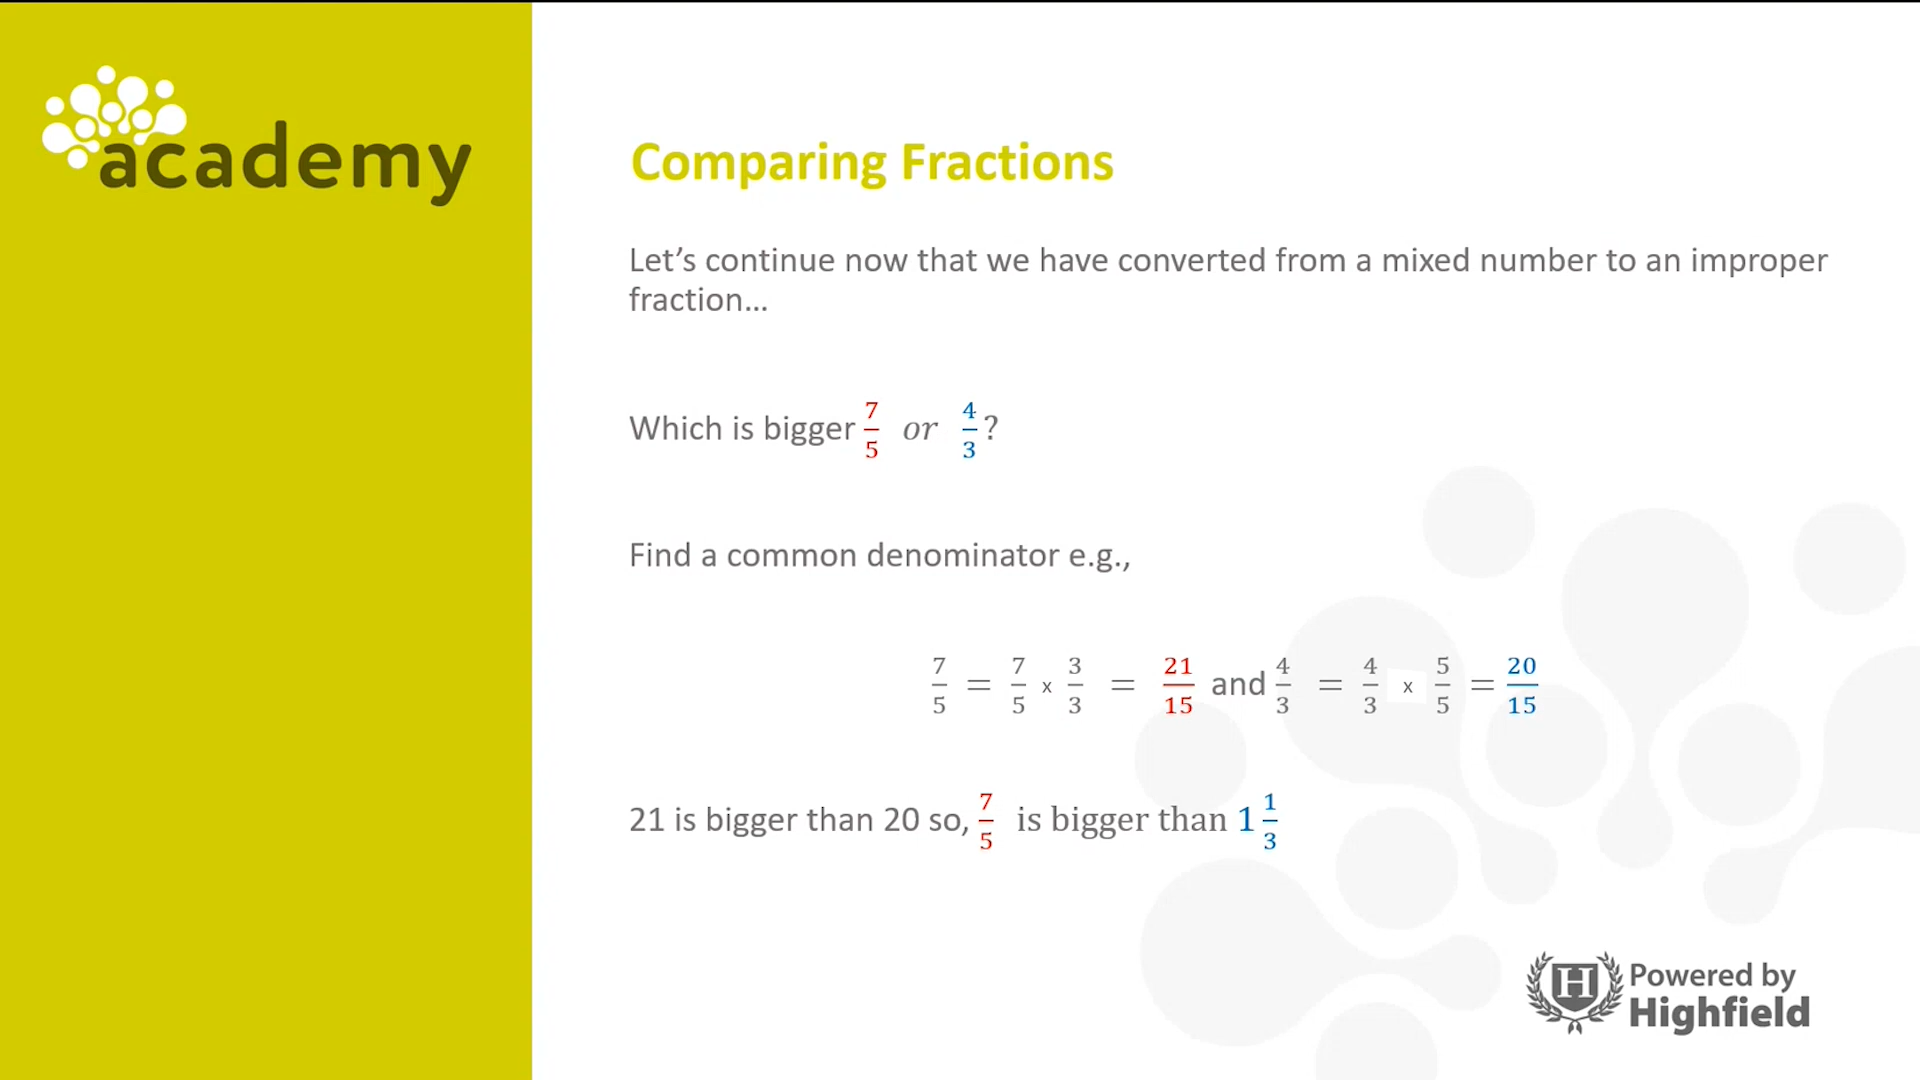 academy
Comparing Fractions
Let's continue now that we have converted from a mixed number to an improper
fraction...
Which is bigger 7/5 or 4/3?
Find a common denominator e.g.,
7/5 = 7/5 x 3/3 = 21/15 and 4/3 = 4/3 x 5/5 = 20/15
21 is bigger than 20 so, 7/5 is bigger than 1 1/3
H
Powered by
Highfield